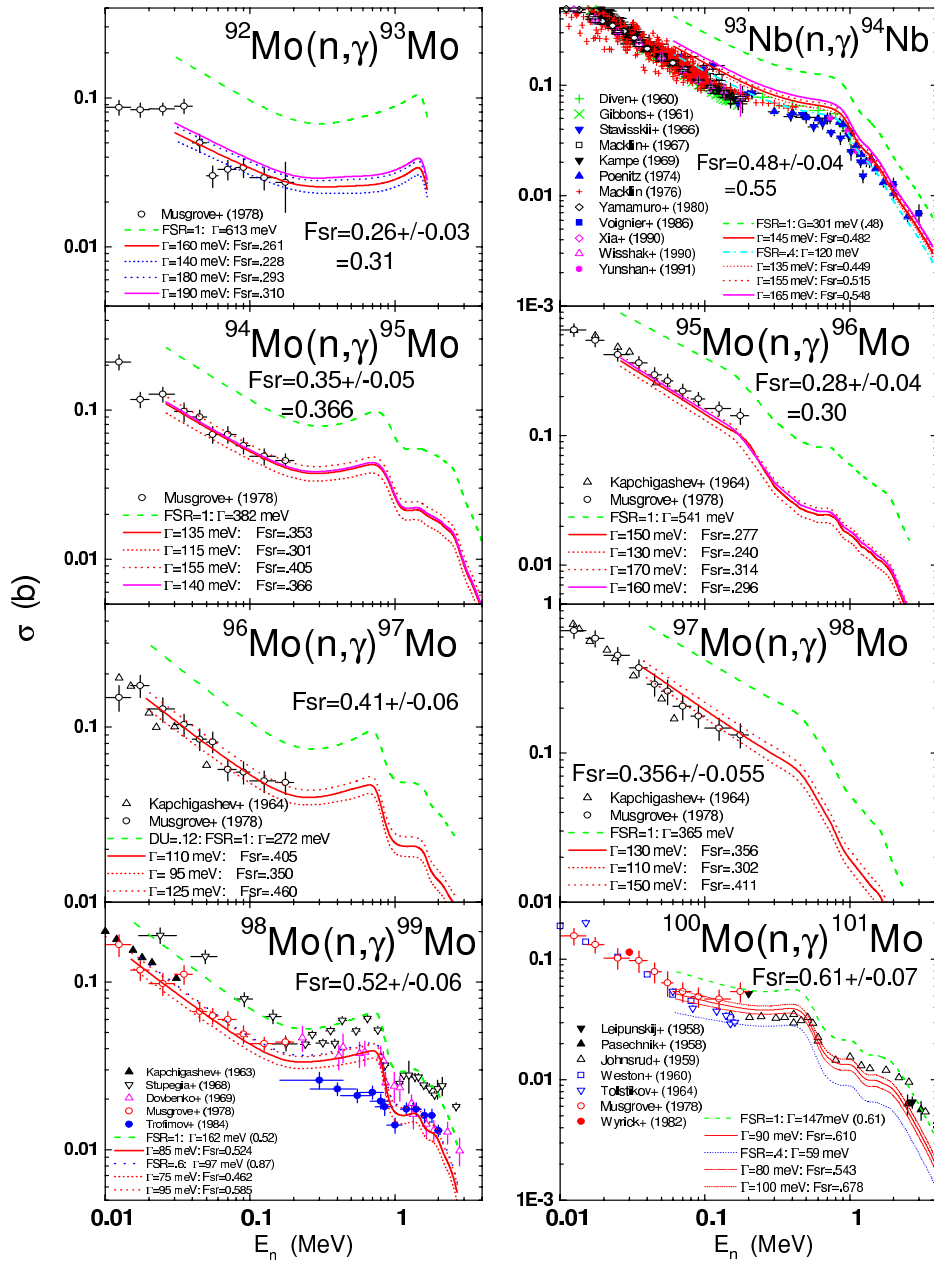 92Mo(n,γ)93Mo
0.1
0.01
Musgrove+ (1978)
FSR=1: Γ=613 meV
Γ=160 meV: Fsr=.261
Γ=140 meV: Fsr=.228
Γ=180 meV: Fsr=.293
Γ=190 meV: Fsr=.310
Fsr=0.26+/-0.03
=0.31
93Nb(n,γ)94Nb
0.1
0.01
1E-3
Diven+ (1960)
Gibbons+ (1961)
Stavisskii+ (1966)
Macklin+ (1967)
Kampe+ (1969)
Poenitz+ (1974)
Macklin (1976)
Yamamuro+ (1980)
Voignier+ (1986)
Xia+ (1990)
Wisshak+ (1990)
Yunshan+ (1991)
Fsr=0.48+/-0.04
=0.55
FSR=1: G=301 meV (.48)
Γ=145 meV: Fsr=0.482
FSR=.4: Γ=120 meV
Γ=135 meV: Fsr=0.449
Γ=155 meV: Fsr=0.515
Γ=165 meV: Fsr=0.548
94Mo(n,γ)95Mo
Fsr=0.35+/-0.05
=0.366
0.1
0.01
Musgrove+ (1978)
FSR=1: Γ=382 meV
Γ=135 meV: Fsr=.353
Γ=115 meV: Fsr=.301
Γ=155 meV: Fsr=.405
Γ=140 meV: Fsr=.366
95Mo(n,γ)96Mo
Fsr=0.28+/-0.04
=0.30
1
0.1
0.01
1
Kapchigashev+ (1964)
Musgrove+ (1978)
FSR=1: Γ=541 meV
Γ=150 meV: Fsr=.277
Γ=130 meV: Fsr=.240
Γ=170 meV: Fsr=.314
Γ=160 meV: Fsr=.296
σ (b)
96Mo(n,γ)97Mo
Fsr=0.41+/-0.06
0.1
0.01
Kapchigashev+ (1964)
Musgrove+ (1978)
DU=.12: FSR=1: Γ=272 meV
Γ=110 meV: Fsr=.405
Γ= 95 meV: Fsr=.350
Γ=125 meV: Fsr=.460
97Mo(n,γ)98Mo
Fsr=0.356+/-0.055
0.1
0.01
Kapchigashev+ (1964)
Musgrove+ (1978)
FSR=1: Γ=365 meV
Γ=130 meV: Fsr=.356
Γ=110 meV: Fsr=.302
Γ=150 meV: Fsr=.411
98Mo(n,γ)99Mo
Fsr=0.52+/-0.06
0.1
0.01
Kapchigashev+ (1963)
Stupegia+ (1968)
Dovbenko+ (1969)
Musgrove+ (1978)
Trofimov+ (1984)
FSR=1: Γ=162 meV (0.52)
Γ=85 meV: Fsr=0.524
FSR=.6: Γ=97 meV (0.87)
Γ=75 meV: Fsr=0.462
Γ=95 meV: Fsr=0.585
0.01 0.1 1
En (MeV)
100Mo(n,γ)101Mo
Fsr=0.61+/-0.07
0.1
0.01
1E-3
Leipunskij+ (1958)
Pasechnik+ (1958)
Johnsrud+ (1959)
Weston+ (1960)
Tolstikov+ (1964)
Musgrove+ (1978)
Wyrick+ (1982)
FSR=1: Γ=147meV (0.61)
Γ=90 meV: Fsr=.610
FSR=.4: Γ=59 meV
Γ=80 meV: Fsr=.543
Γ=100 meV: Fsr=.678
0.01 0.1 1
En (MeV)